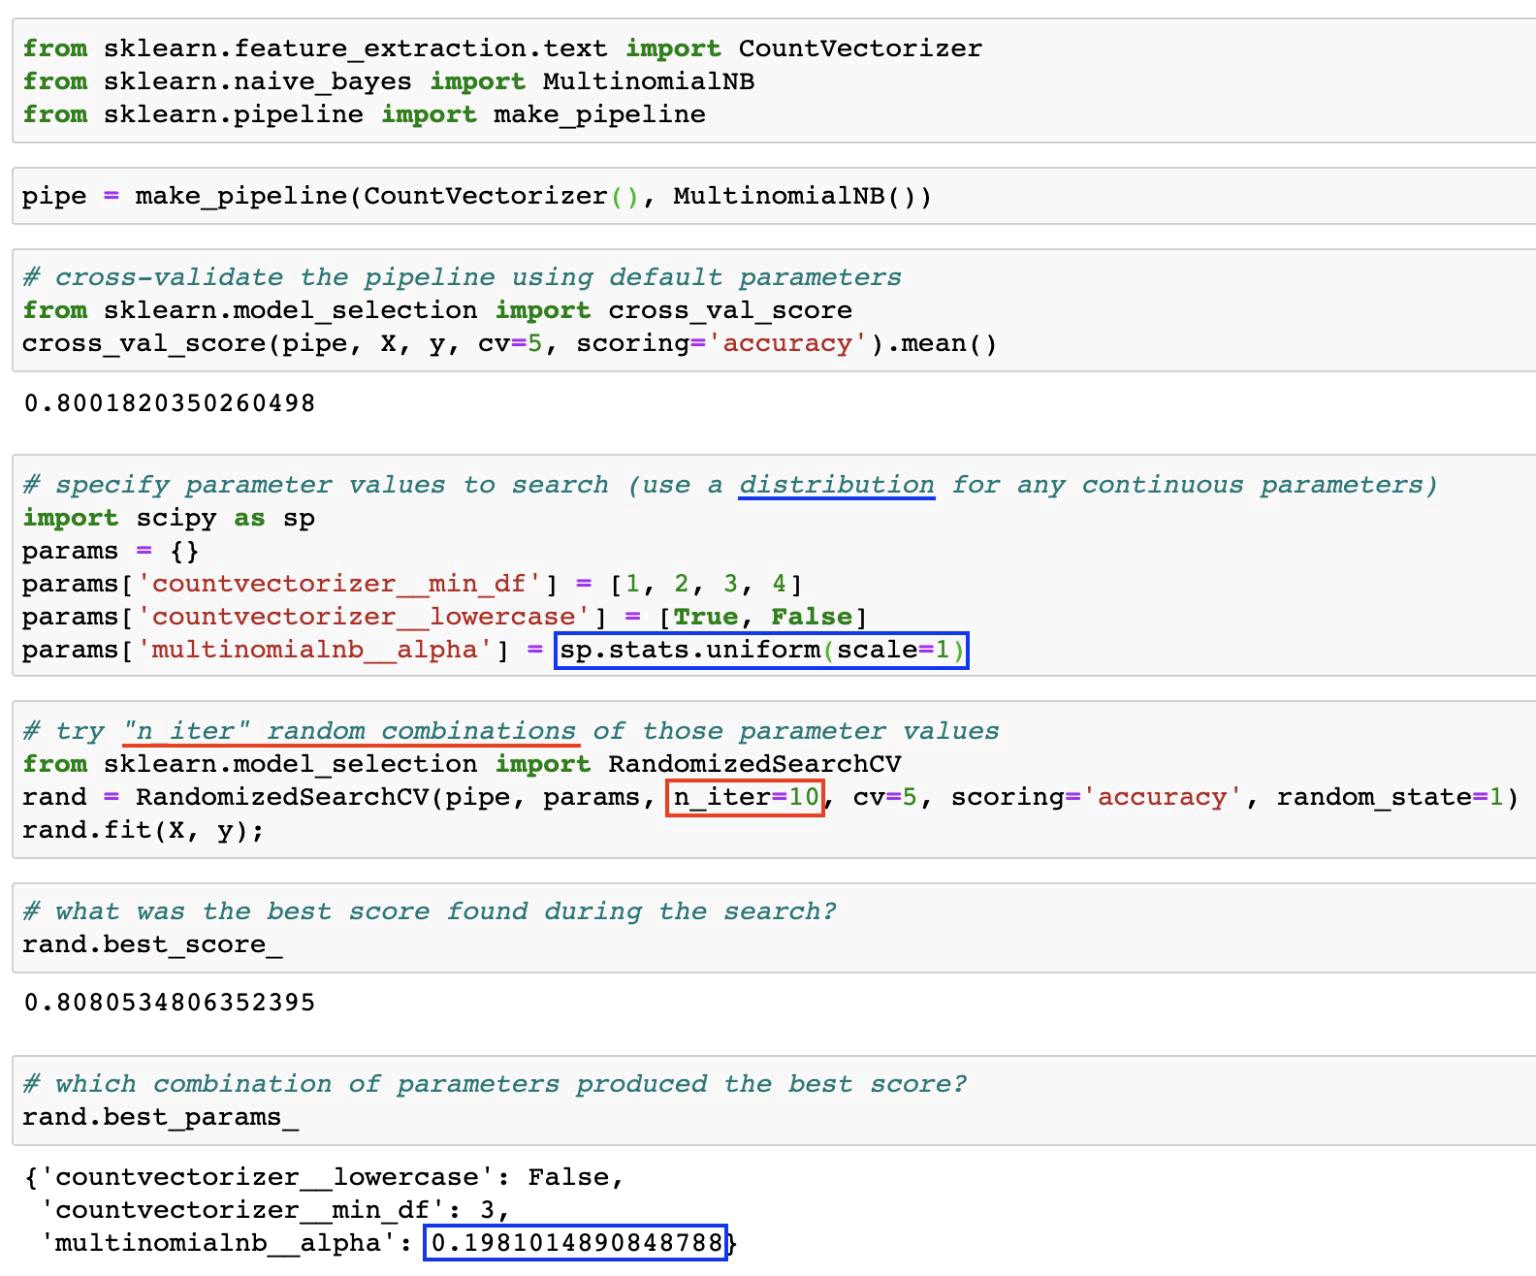 from sklearn.feature_extraction.text import CountVectorizer
from sklearn.naive_bayes import MultinomialNB
from sklearn.pipeline import make_pipeline
pipe = make_pipeline(CountVectorizer(), MultinomialNB())
# cross-validate the pipeline using default parameters
from sklearn.model_selection import cross_val_score
cross_val_score(pipe, X, y, cv=5, scoring='accuracy').mean()
0.8001820350260498
# specify parameter values to search (use a distribution for any continuous parameters)
import scipy as sp
params = {}
params['countvectorizer__min_df'] = [1, 2, 3, 4]
params['countvectorizer__lowercase'] = [True, False]
params['multinomialnb__alpha'] = sp.stats.uniform(scale=1)
# try "n_iter" random combinations of those parameter values
from sklearn.model_selection import RandomizedSearchCV
rand = RandomizedSearchCV(pipe, params, n_iter=10, cv=5, scoring='accuracy', random_state=1)
rand.fit(X, y);
# what was the best score found during the search?
rand.best_score_
0.8080534806352395
# which combination of parameters produced the best score?
rand.best_params_
{'countvectorizer__lowercase': False,
'countvectorizer__min_df': 3,
'multinomialnb__alpha': 0.1981014890848788}